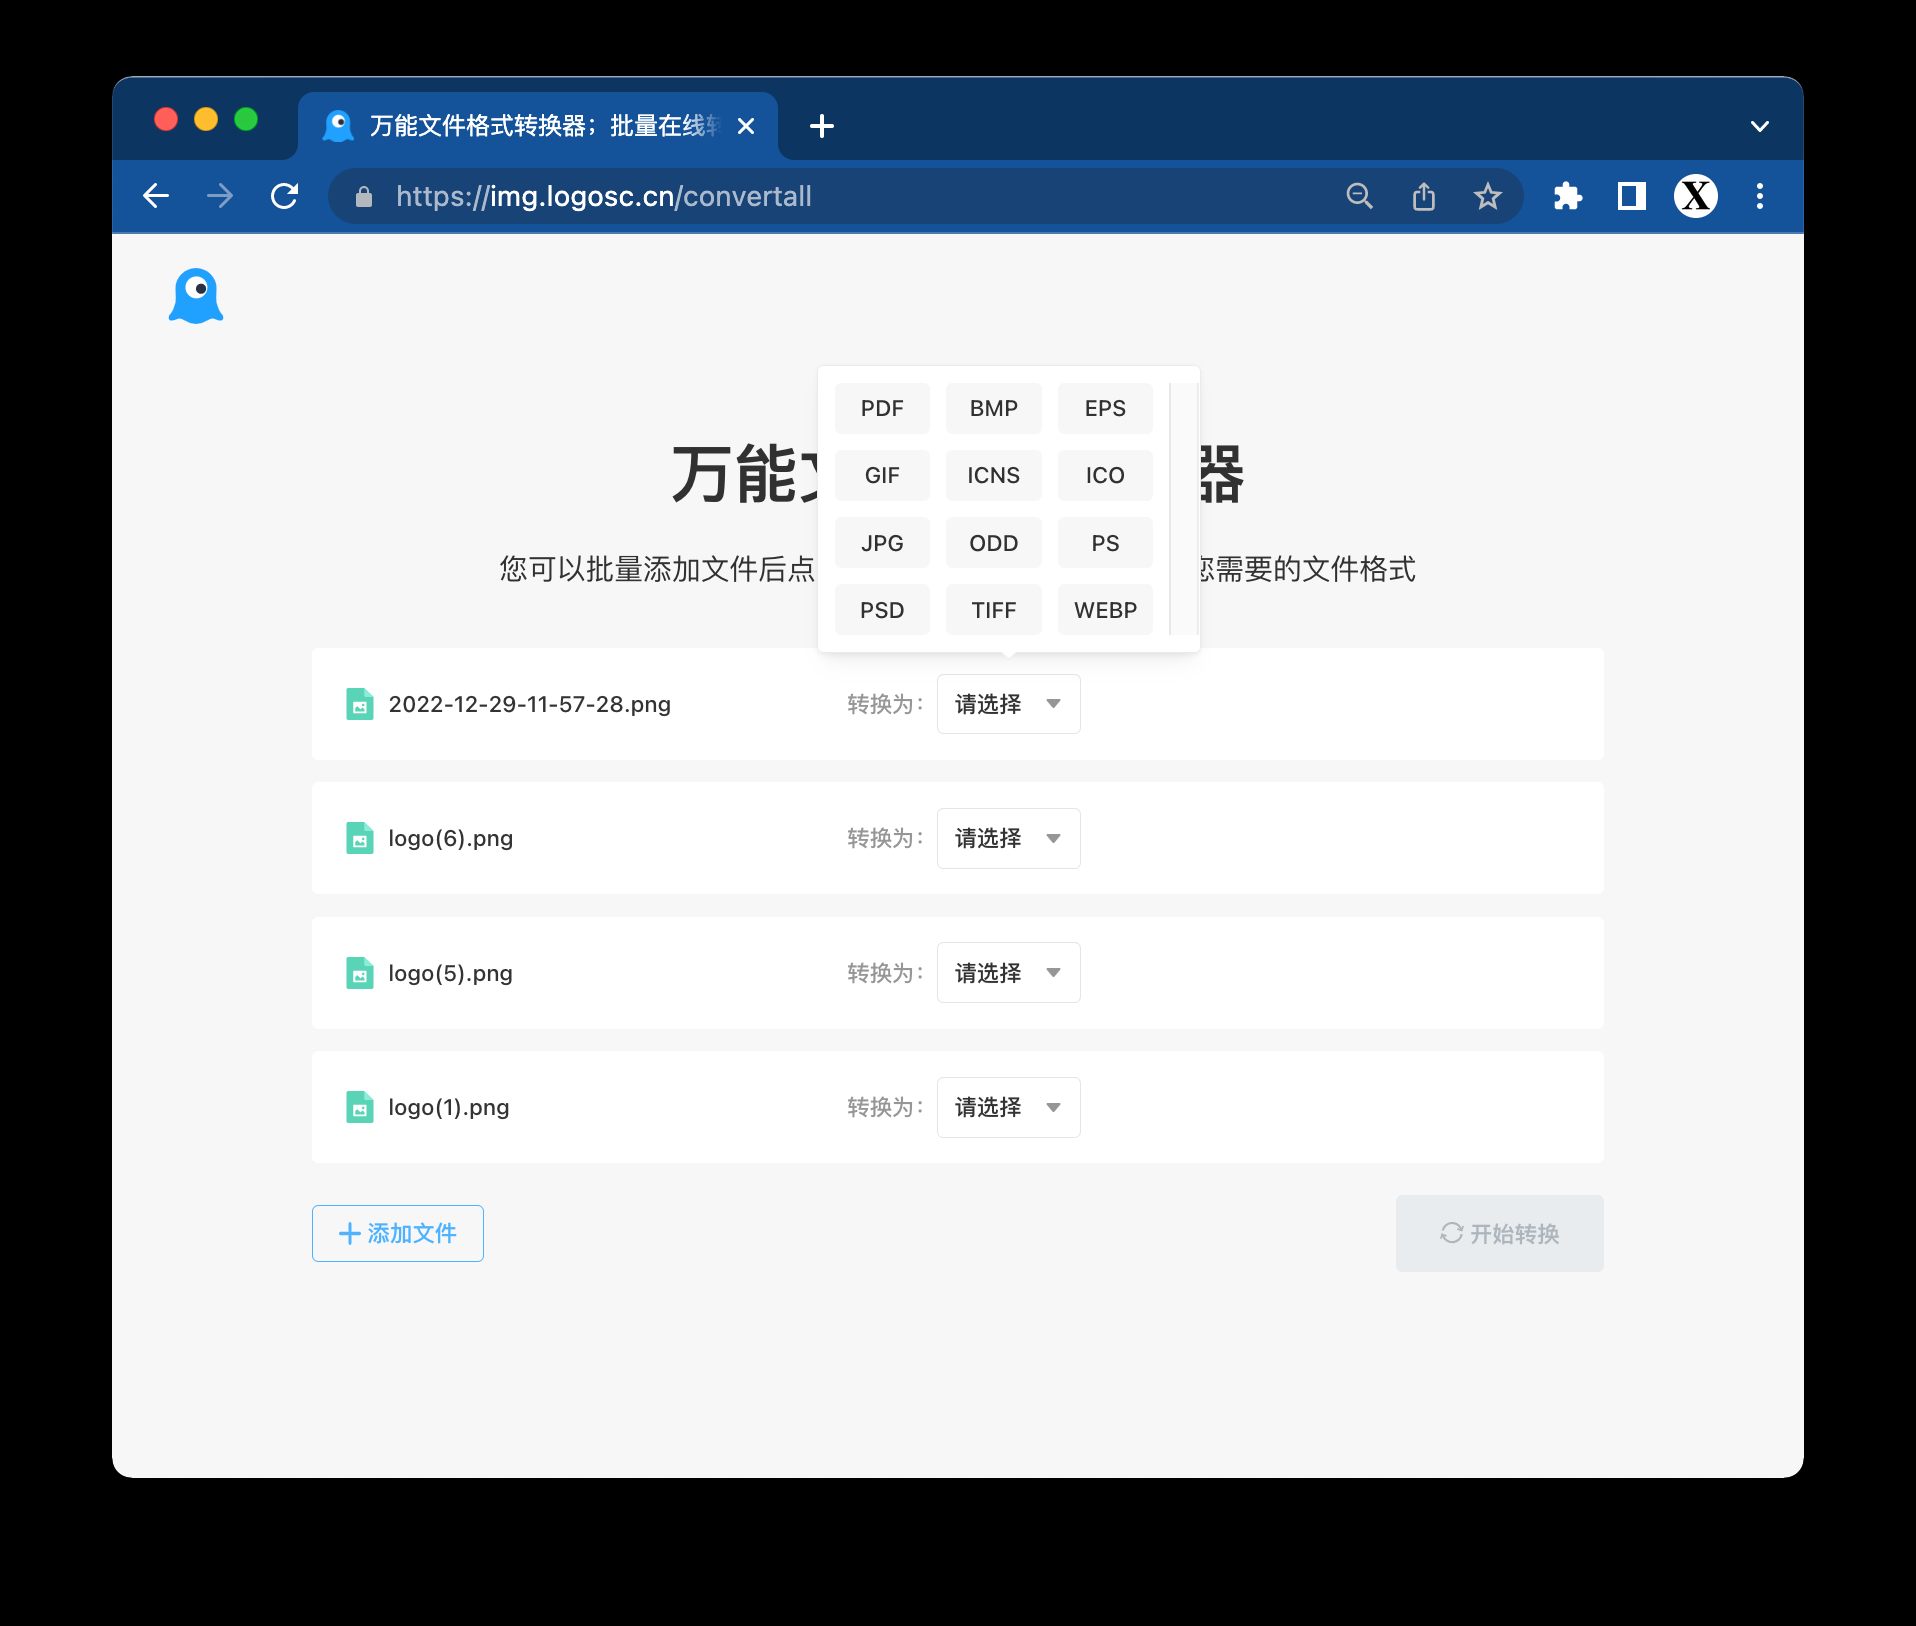 万能文件格式转换器；批量在线
https://img.logosc.cn/convertall
PDF BMP EPS
GIF ICNS ICO
JPG ODD PS
PSD TIFF WEBP
万能 器
您可以批量添加文件后点 需要的文件格式
2022-12-29-11-57-28.png 转换为： 请选择
logo(6).png 转换为： 请选择
logo(5).png 转换为： 请选择
logo(1).png 转换为： 请选择
添加文件
开始转换